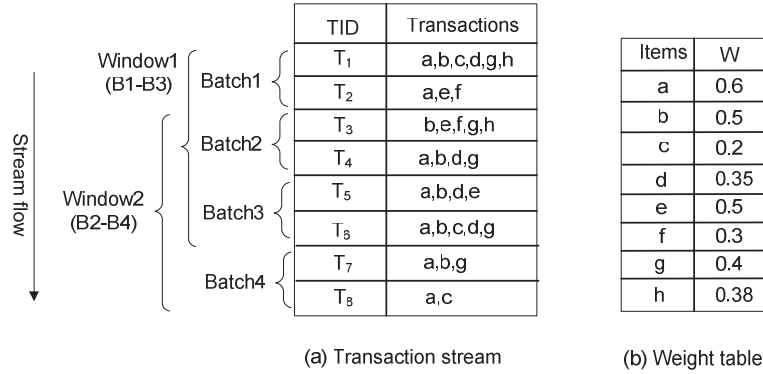 TID Transactions
T1 a,b,c,d,g,h
T2 a,e,f
T3 b,e,f,g,h
T4 a,b,d,g
T5 a,b,d,e
T6 a,b,c,d,g
T7 a,b,g
T8 a,c
Window1
(B1-B3)
Window2
(B2-B4)
Batch1
Batch2
Batch3
Batch4
Stream flow
(a) Transaction stream
Items W
a 0.6
b 0.5
c 0.2
d 0.35
e 0.5
f 0.3
g 0.4
h 0.38
(b) Weight table